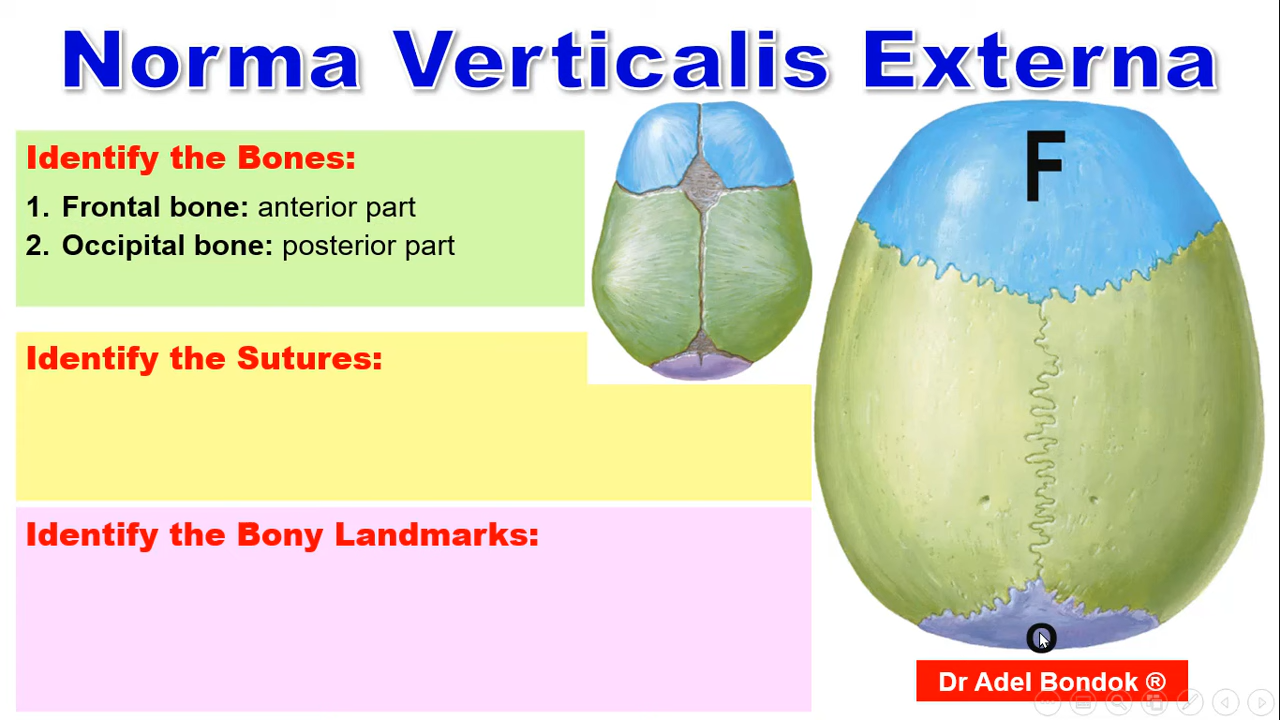 Norma Verticalis Externa
Identify the Bones:
1. Frontal bone: anterior part
2. Occipital bone: posterior part
Identify the Sutures:
Identify the Bony Landmarks:
F
O
Dr Adel Bondok ®